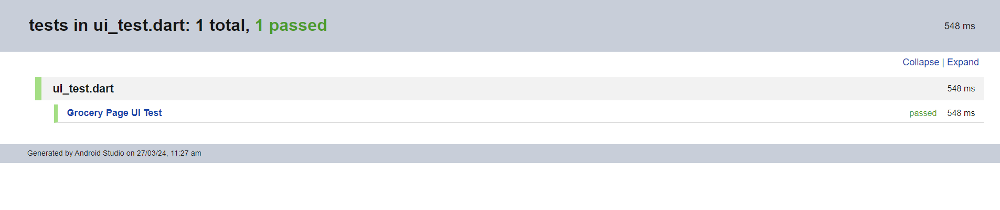 tests in ui_test.dart: 1 total, 1 passed 548 ms
Collapse | Expand
ui_test.dart 548 ms
Grocery Page UI Test passed 548 ms
Generated by Android Studio on 27/03/24, 11:27 am